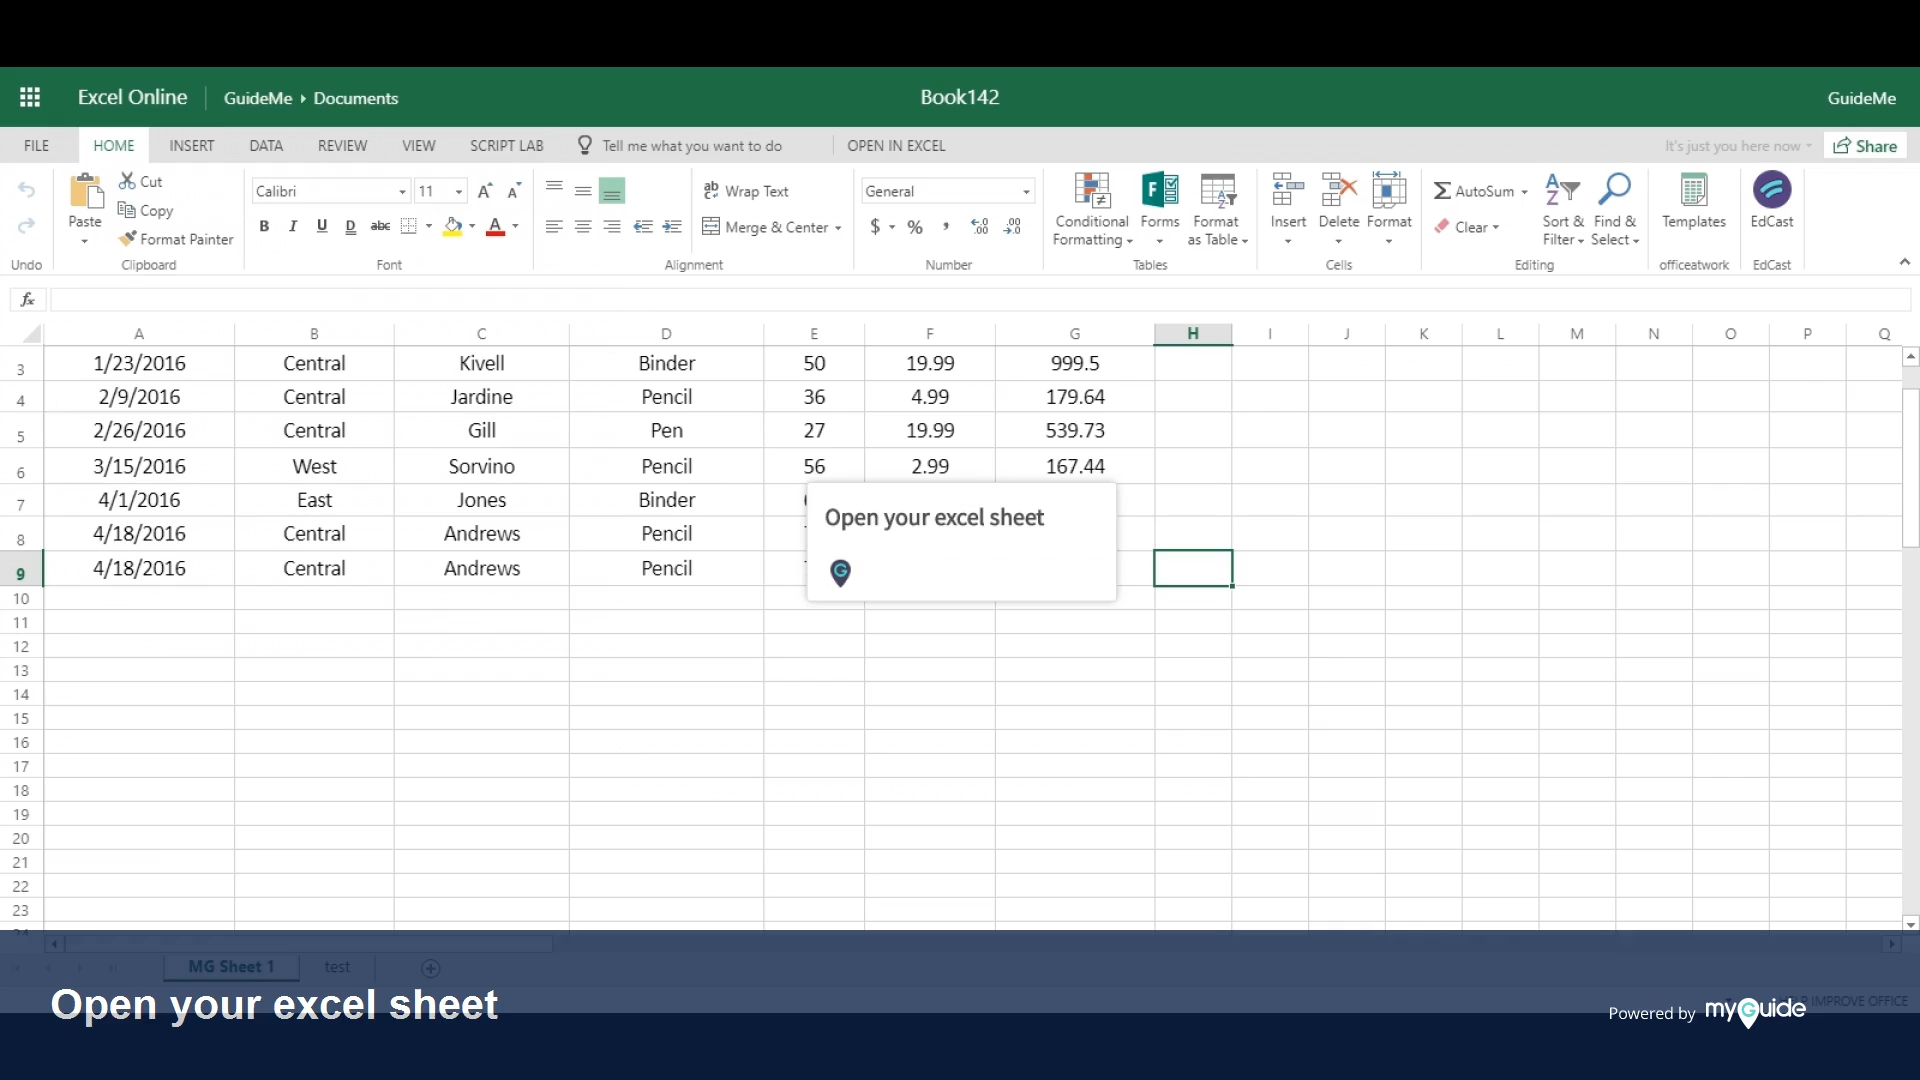 Excel Online GuideMe Documents Book142 GuideMe
FILE HOME INSERT DATA REVIEW VIEW SCRIPT LAB Tell me what you want to do OPEN IN EXCEL It's just you here now Share
Cut
Calibri 11 Wrap Text General AutoSum
Copy
Paste Conditional Forms Format Insert Delete Format Sort & Find & Templates EdCast
B I U D abc A Merge & Center $ % , Clear
Format Painter Formatting as Table Filter Select
Undo Clipboard Font Alignment Number Tables Cells Editing officeatwork EdCast
fx
A B C D E F G H I J K L M N O P Q
3 1/23/2016 Central Kivell Binder 50 19.99 999.5
4 2/9/2016 Central Jardine Pencil 36 4.99 179.64
5 2/26/2016 Central Gill Pen 27 19.99 539.73
6 3/15/2016 West Sorvino Pencil 56 2.99 167.44
7 4/1/2016 East Jones Binder
Open your excel sheet
8 4/18/2016 Central Andrews Pencil
9 4/18/2016 Central Andrews Pencil
10
11
12
13
14
15
16
17
18
19
20
21
22
23
MG Sheet 1 test
Open your excel sheet
IMPROVE OFFICE
Powered by myGuide